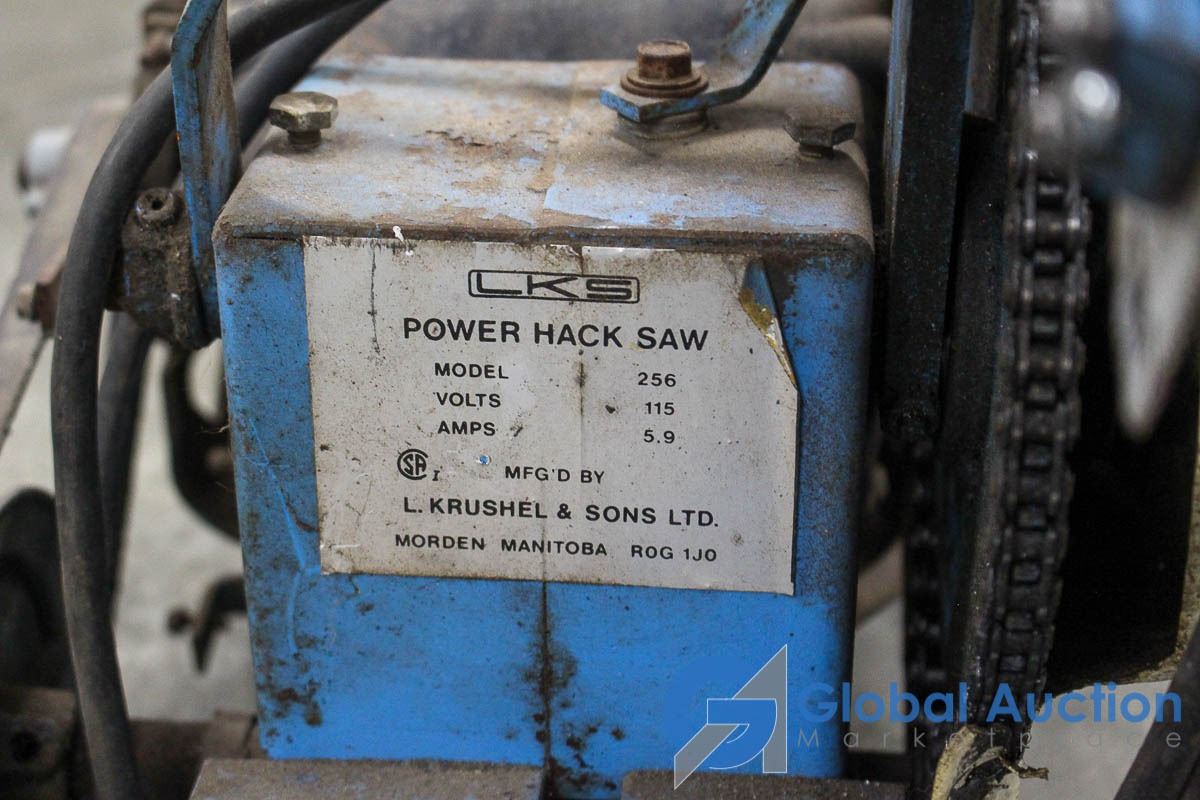 LKS
POWER HACK SAW
MODEL 256
VOLTS 115
AMPS 5.9
SA I MFG'D BY
L. KRUSHEL & SONS LTD.
MORDEN MANITOBA R0G 1J0
Global Auction
Marketplace